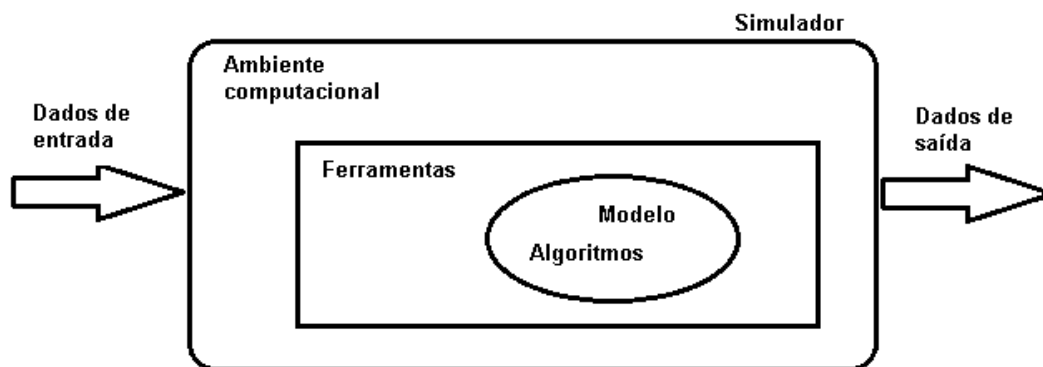 Simulador
Ambiente
computacional
Dados de
entrada
Dados de
saída
Ferramentas
Modelo
Algoritmos